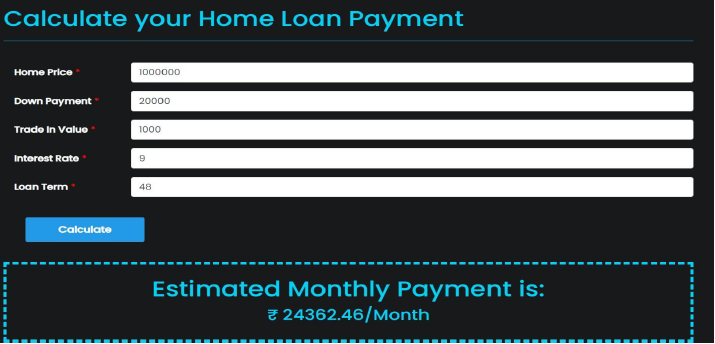 Calculate your Home Loan Payment
Home Price * 1000000
Down Payment * 20000
Trade In Value * 1000
Interest Rate * 9
Loan Term * 48
Calculate
Estimated Monthly Payment is:
₹ 24362.46/Month